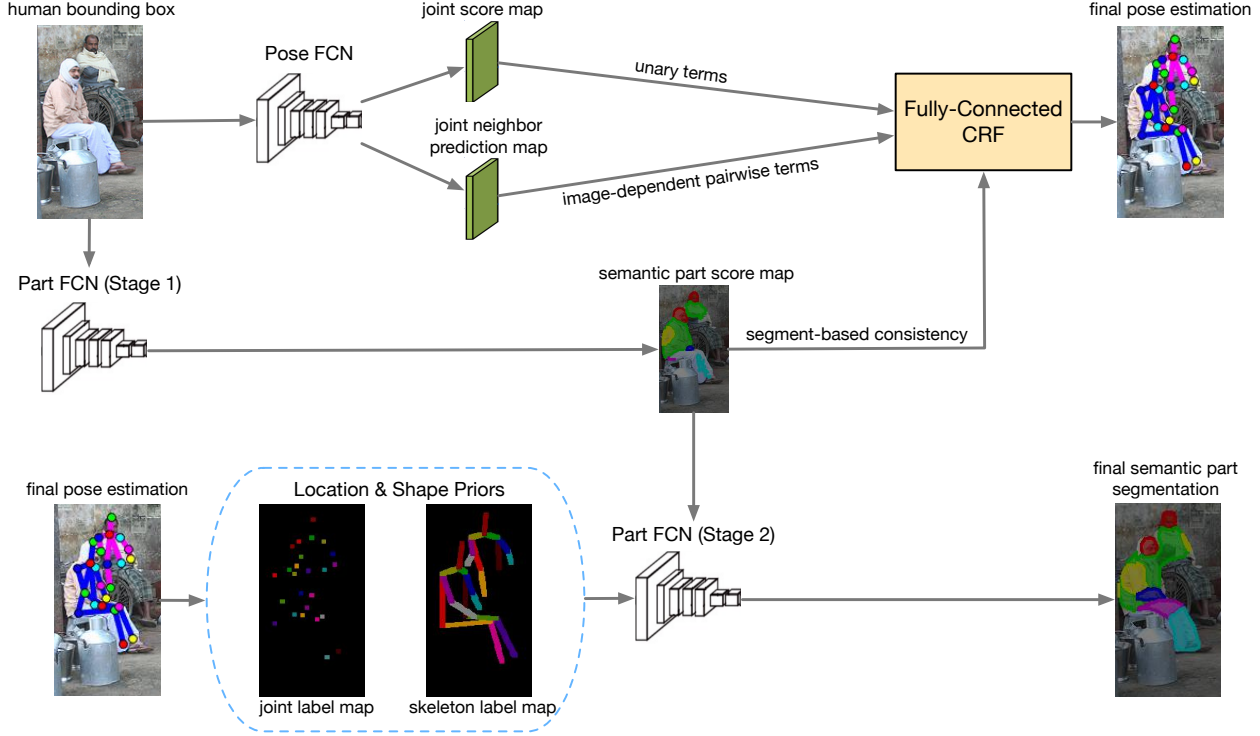 human bounding box
joint score map
final pose estimation
Pose FCN
unary terms
joint neighbor
prediction map
Fully-Connected
CRF
image-dependent pairwise terms
Part FCN (Stage 1)
semantic part score map
segment-based consistency
final pose estimation
Location & Shape Priors
Part FCN (Stage 2)
final semantic part
segmentation
joint label map
skeleton label map